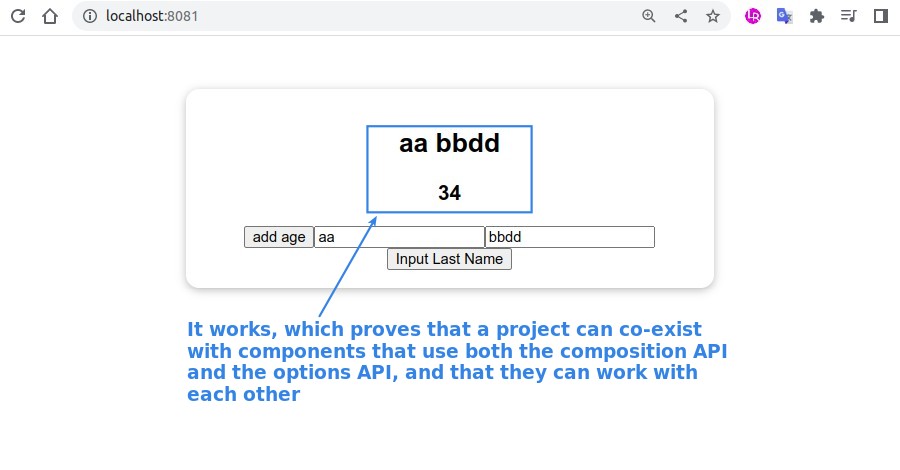 localhost:8081
LR
G
aa bbdd
34
add age aa bbdd
Input Last Name
It works, which proves that a project can co-exist
with components that use both the composition API
and the options API, and that they can work with
each other